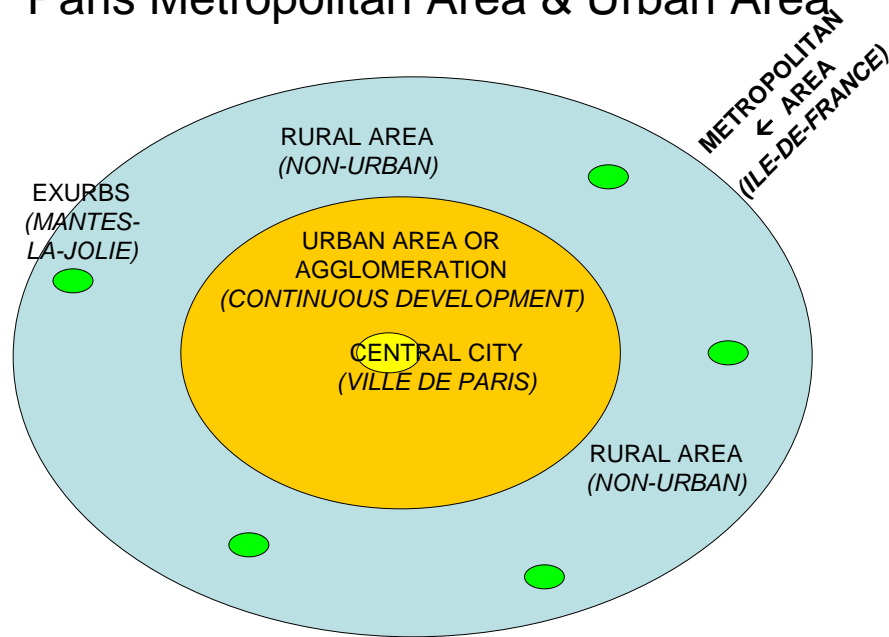 Paris Metropolitan Area & Urban Area
METROPOLITAN
← AREA
(ILE-DE-FRANCE)
RURAL AREA
(NON-URBAN)
EXURBS
(MANTES-
LA-JOLIE)
URBAN AREA OR
AGGLOMERATION
(CONTINUOUS DEVELOPMENT)
CENTRAL CITY
(VILLE DE PARIS)
RURAL AREA
(NON-URBAN)